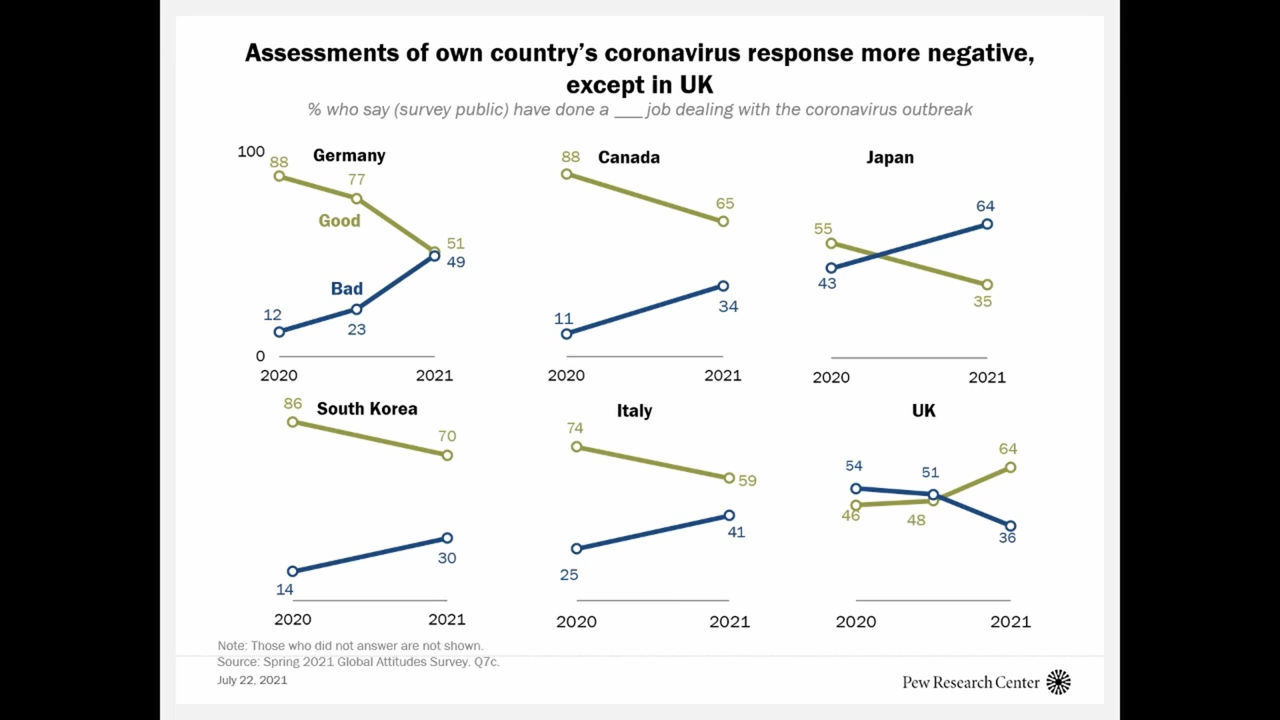 Assessments of own country's coronavirus response more negative,
except in UK
% who say (survey public) have done a ___ job dealing with the coronavirus outbreak
100
Germany
88
77
Good
51
49
Bad
12
23
0
2020
2021
Canada
88
65
11
34
2020
2021
Japan
55
64
43
35
2020
2021
South Korea
86
70
14
30
2020
2021
Italy
74
59
25
41
2020
2021
UK
54
51
64
46
48
36
2020
2021
Note: Those who did not answer are not shown.
Source: Spring 2021 Global Attitudes Survey. Q7c.
July 22, 2021
Pew Research Center